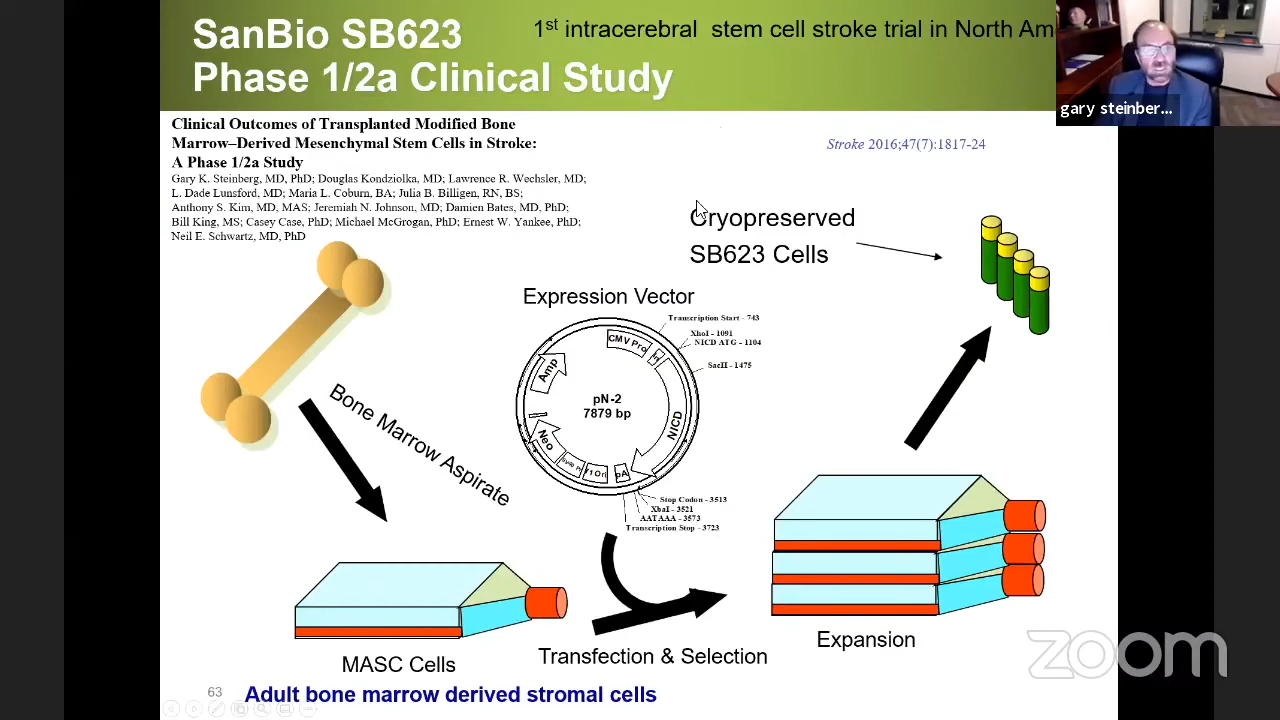 SanBio SB623
Phase 1/2a Clinical Study
1st intracerebral stem cell stroke trial in North Am
gary steinber...
Clinical Outcomes of Transplanted Modified Bone
Marrow–Derived Mesenchymal Stem Cells in Stroke:
A Phase 1/2a Study
Stroke 2016;47(7):1817-24
Gary K. Steinberg, MD, PhD; Douglas Kondziolka, MD; Lawrence R. Wechsler, MD;
L. Dade Lunsford, MD; Maria L. Coburn, BA; Julia B. Billigen, RN, BS;
Anthony S. Kim, MD, MAS; Jeremiah N. Johnson, MD; Damien Bates, MD, PhD;
Bill King, MS; Casey Case, PhD; Michael McGrogan, PhD; Ernest W. Yankee, PhD;
Neil E. Schwartz, MD, PhD
Cryopreserved
SB623 Cells
Expression Vector
Transcription Start - 743
XhoI - 1091
NICD ATG - 1104
SacII - 1475
CMV Pro
Amp
pN-2
7879 bp
NICD
Neo
f1 Ori
pA
Stop Codon - 3513
XbaI - 3521
AATAAA - 3573
Transcription Stop - 3723
Bone Marrow Aspirate
MASC Cells
Transfection & Selection
Expansion
zoom
63
Adult bone marrow derived stromal cells